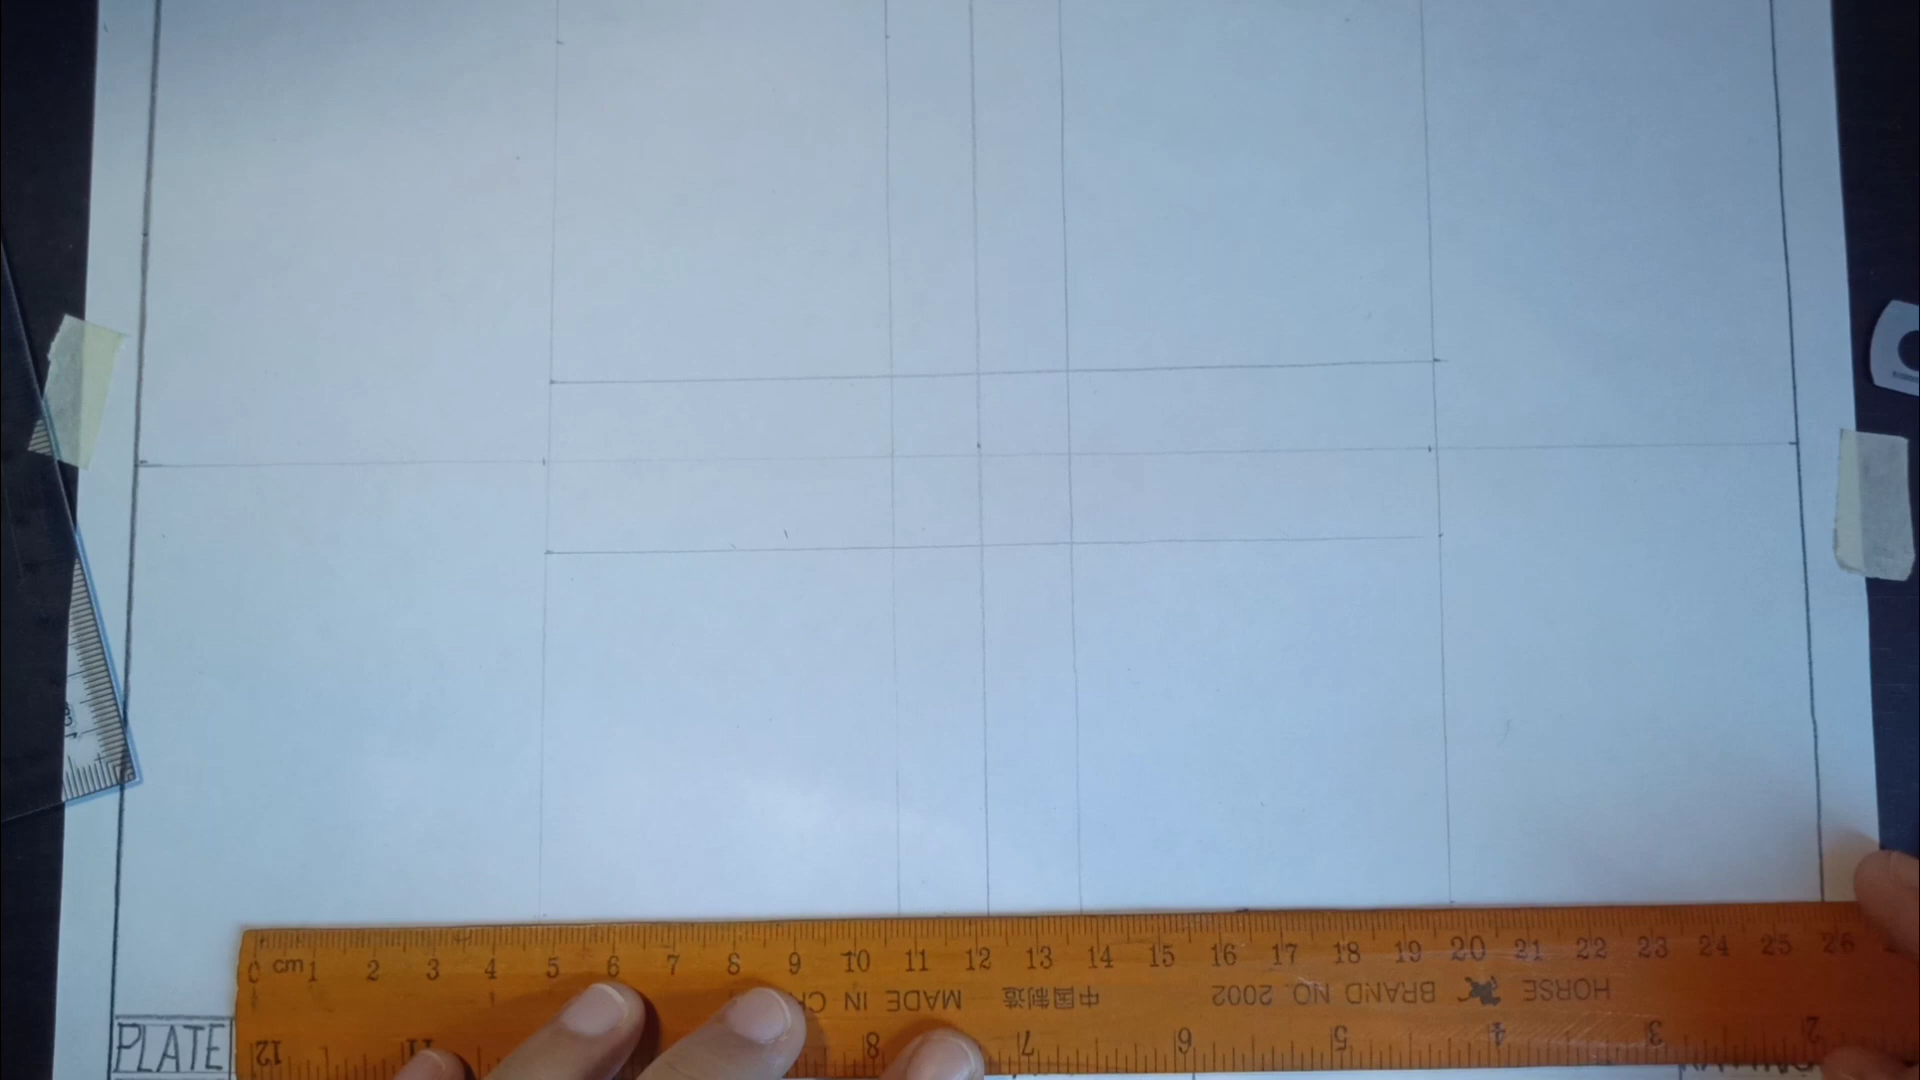 0 cm 1 2 3 4 5 6 7 8 9 10 11 12 13 14 15 16 17 18 19 20 21 22 23 24 25 26
HORSE BRAND NO. 2002 中国制造 MADE IN CH
12 11 8 7 6 5 4 3 2
PLATE